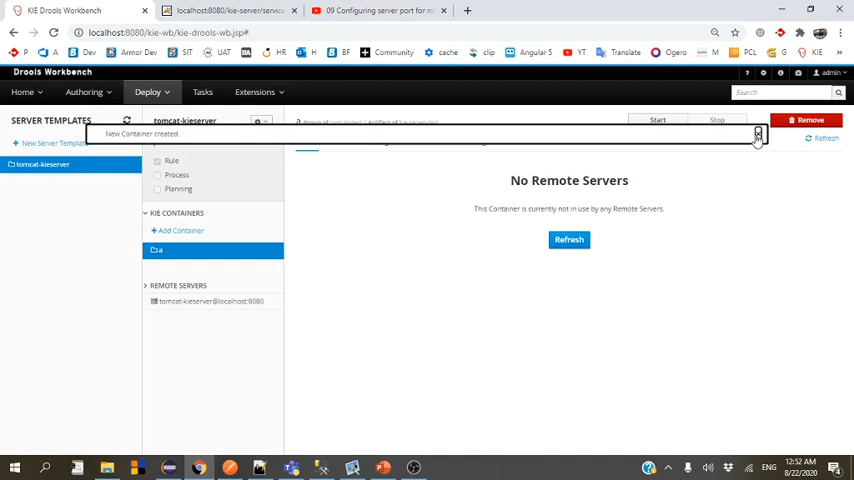 KIE Drools Workbench
localhost:8080/kie-server/service
09 Configuring server port for m
localhost:8080/kie-wb/kie-drools-wb.jsp#
P
A
B Dev
Armor Dev
SIT
UAT
HR
BF
Community
cache
clip
Angular 5
YT
Translate
Ogero
M
PCL
G
KIE
Drools Workbench
admin
Home
Authoring
Deploy
Tasks
Extensions
Search
SERVER TEMPLATES
tomcat-kieserver
Start
Stop
Remove
New Container created.
+ New Server Template
Refresh
tomcat-kieserver
Rule
Process
Planning
No Remote Servers
This Container is currently not in use by any Remote Servers.
Refresh
KIE CONTAINERS
+ Add Container
a
REMOTE SERVERS
tomcat-kieserver@localhost:8080
ENG
12:52 AM
8/22/2020
4